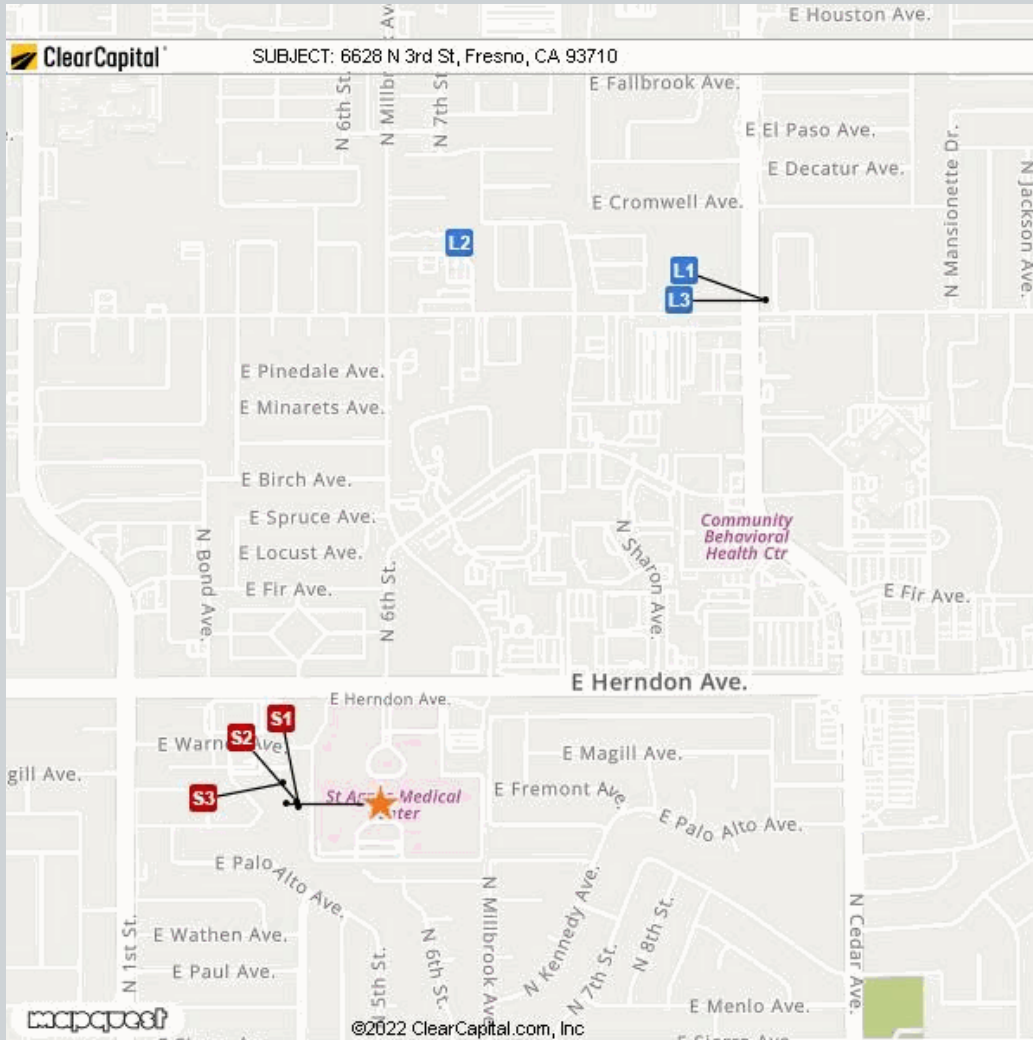 E Houston Ave.
ClearCapital
SUBJECT: 6628 N 3rd St, Fresno, CA 93710
E Fallbrook Ave.
N 6th St.
N Millbr
Av
N 7th St
E El Paso Ave.
E Decatur Ave.
N Mansionette Dr.
N Jackson Ave.
E Cromwell Ave.
L2
L1
L3
E Pinedale Ave.
E Minarets Ave.
E Birch Ave.
E Spruce Ave.
E Locust Ave.
E Fir Ave.
N Bond Ave.
N 6th St.
N Sharon Ave.
Community
Behavioral
Health Ctr
E Fir Ave.
E Herndon Ave.
E Herndon Ave.
S1
S2
E Warn Ave.
S3
gill Ave.
St A Medical
nter
E Magill Ave.
E Fremont Ave.
E Palo Alto Ave.
E Palo Alto Ave.
N 1st St.
E Wathen Ave.
E Paul Ave.
N 5th St.
N 6th St.
N Millbrook Ave
N Kennedy Ave.
N 7th St.
N 8th St.
N Cedar Ave.
E Menlo Ave.
mapquest
©2022 ClearCapital.com, Inc